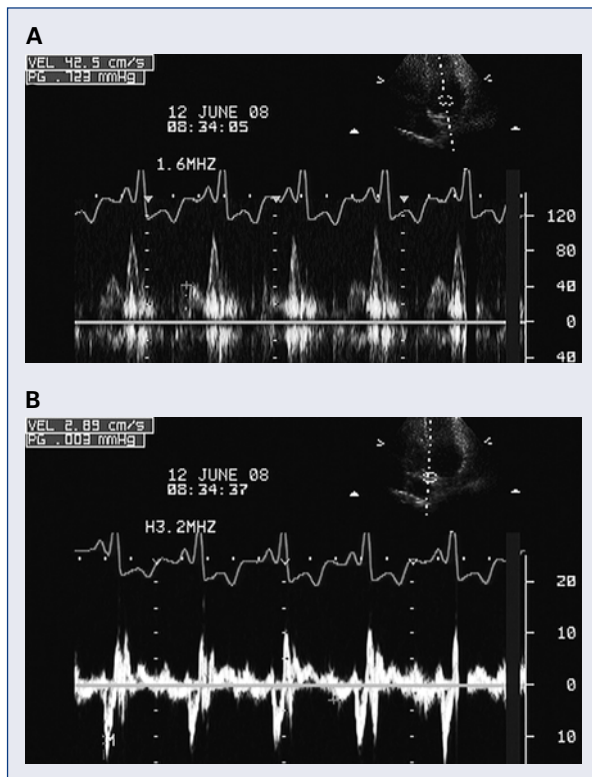 A
VEL 42.5 cm/s
PG .723 mmHg
12 JUNE 08
08:34:05
1.6MHZ
120
80
40
0
40
B
VEL 2.89 cm/s
PG .003 mmHg
12 JUNE 08
08:34:37
H3.2MHZ
20
10
0
10